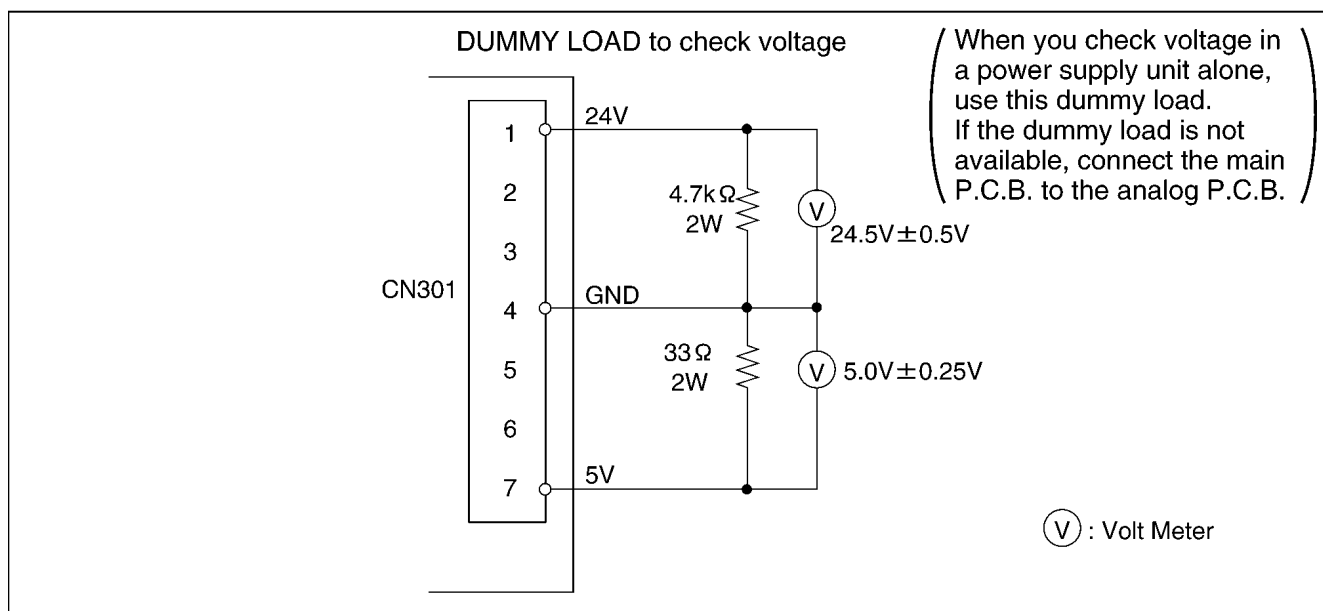 DUMMY LOAD to check voltage
When you check voltage in
a power supply unit alone,
use this dummy load.
If the dummy load is not
available, connect the main
P.C.B. to the analog P.C.B.
CN301
1
2
3
4
5
6
7
24V
GND
5V
4.7kΩ
2W
V
24.5V±0.5V
33Ω
2W
V
5.0V±0.25V
V : Volt Meter